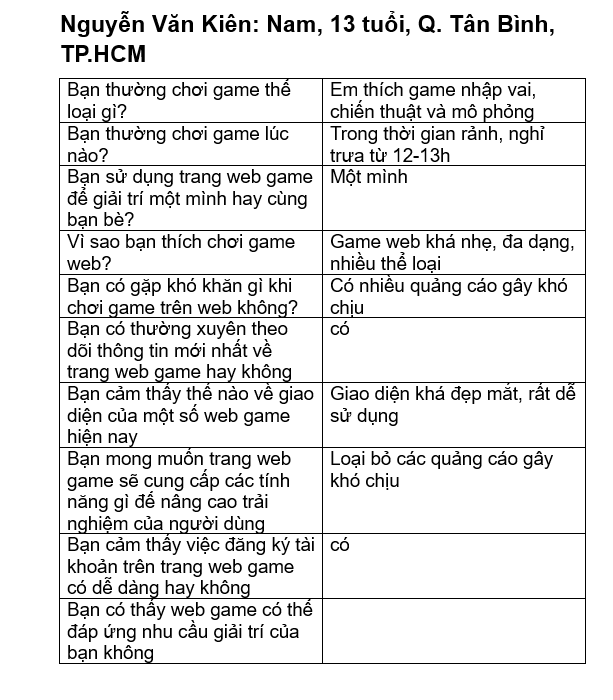 Nguyễn Văn Kiên: Nam, 13 tuổi, Q. Tân Bình,
TP.HCM
Bạn thường chơi game thể
loại gì?
Em thích game nhập vai,
chiến thuật và mô phỏng
Bạn thường chơi game lúc
nào?
Trong thời gian rảnh, nghỉ
trưa từ 12-13h
Bạn sử dụng trang web game
để giải trí một mình hay cùng
bạn bè?
Một mình
Vì sao bạn thích chơi game
web?
Game web khá nhẹ, đa dạng,
nhiều thể loại
Bạn có gặp khó khăn gì khi
chơi game trên web không?
Có nhiều quảng cáo gây khó
chịu
Bạn có thường xuyên theo
dõi thông tin mới nhất về
trang web game hay không
có
Bạn cảm thấy thế nào về giao
diện của một số web game
hiện nay
Giao diện khá đẹp mắt, rất dễ
sử dụng
Bạn mong muốn trang web
game sẽ cung cấp các tính
năng gì để nâng cao trải
nghiệm của người dùng
Loại bỏ các quảng cáo gây
khó chịu
Bạn cảm thấy việc đăng ký tài
khoản trên trang web game
có dễ dàng hay không
có
Bạn có thấy web game có thể
đáp ứng nhu cầu giải trí của
bạn không